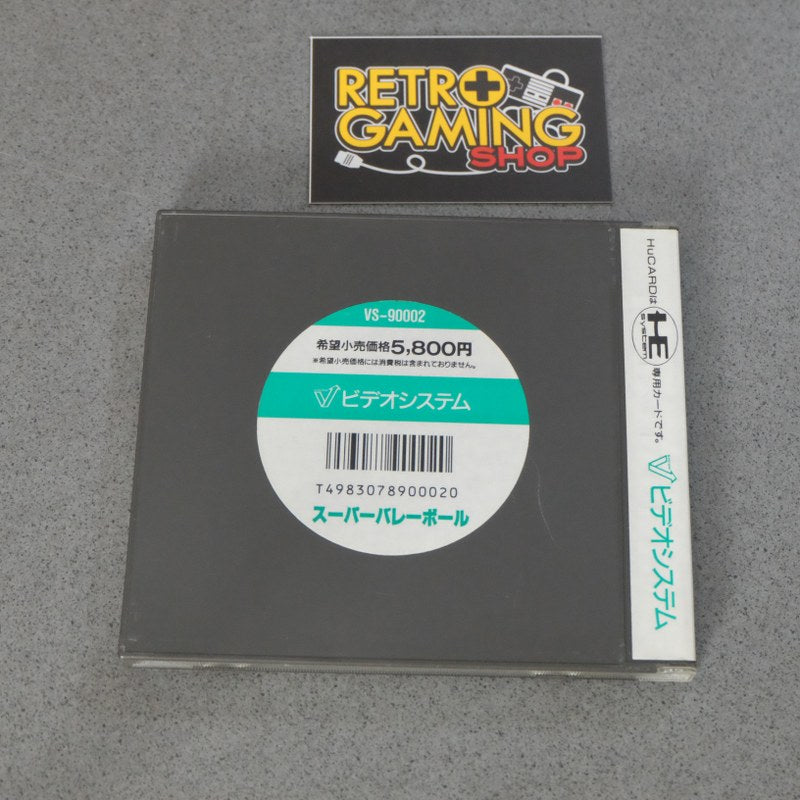 RETRO
GAMING
SHOP
VS-90002
希望小売価格5,800円
※希望小売価格には消費税は含まれておりません。
ビデオシステム
T4983078900020
スーパーバレーボール
HuCARDは
HE
system
専用カードです。
ビデオシステム